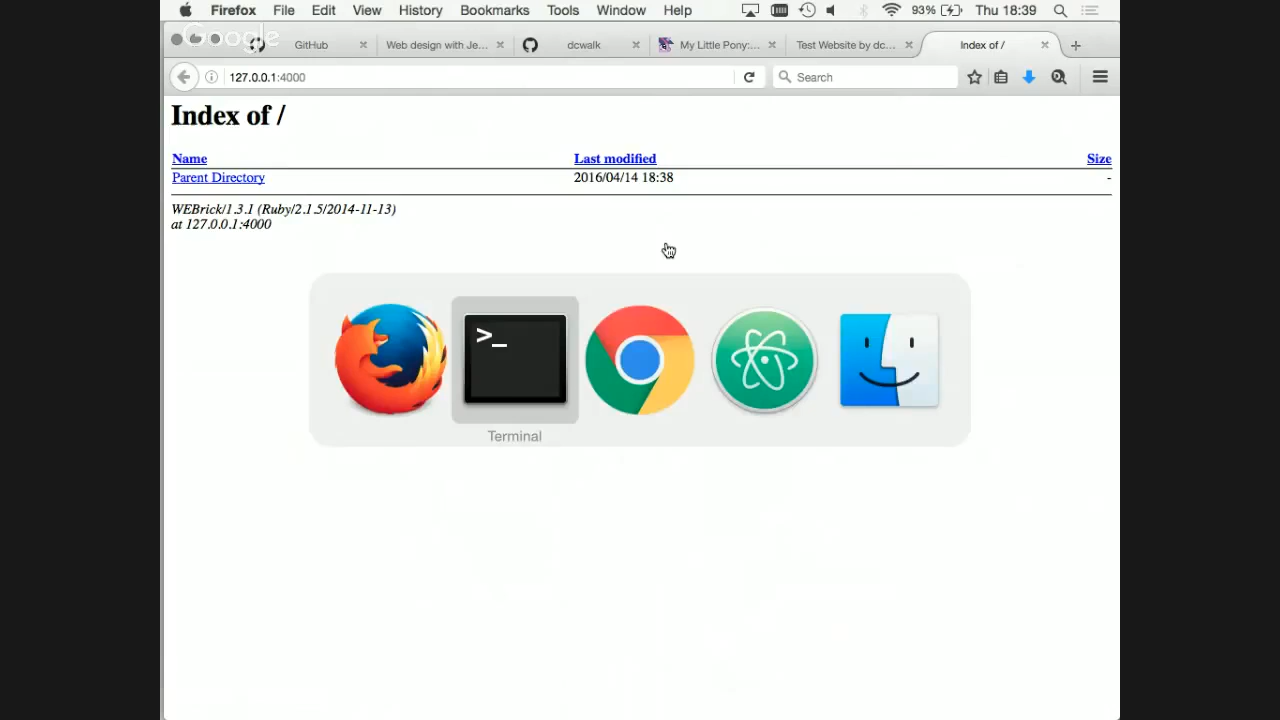 Firefox File Edit View History Bookmarks Tools Window Help 93% Thu 18:39
Google
GitHub Web design with Je... dcwalk My Little Pony:... Test Website by dc... Index of /
127.0.0.1:4000 Search
Index of /
Name Last modified Size
Parent Directory 2016/04/14 18:38 -
WEBrick/1.3.1 (Ruby/2.1.5/2014-11-13)
at 127.0.0.1:4000
>_
Terminal